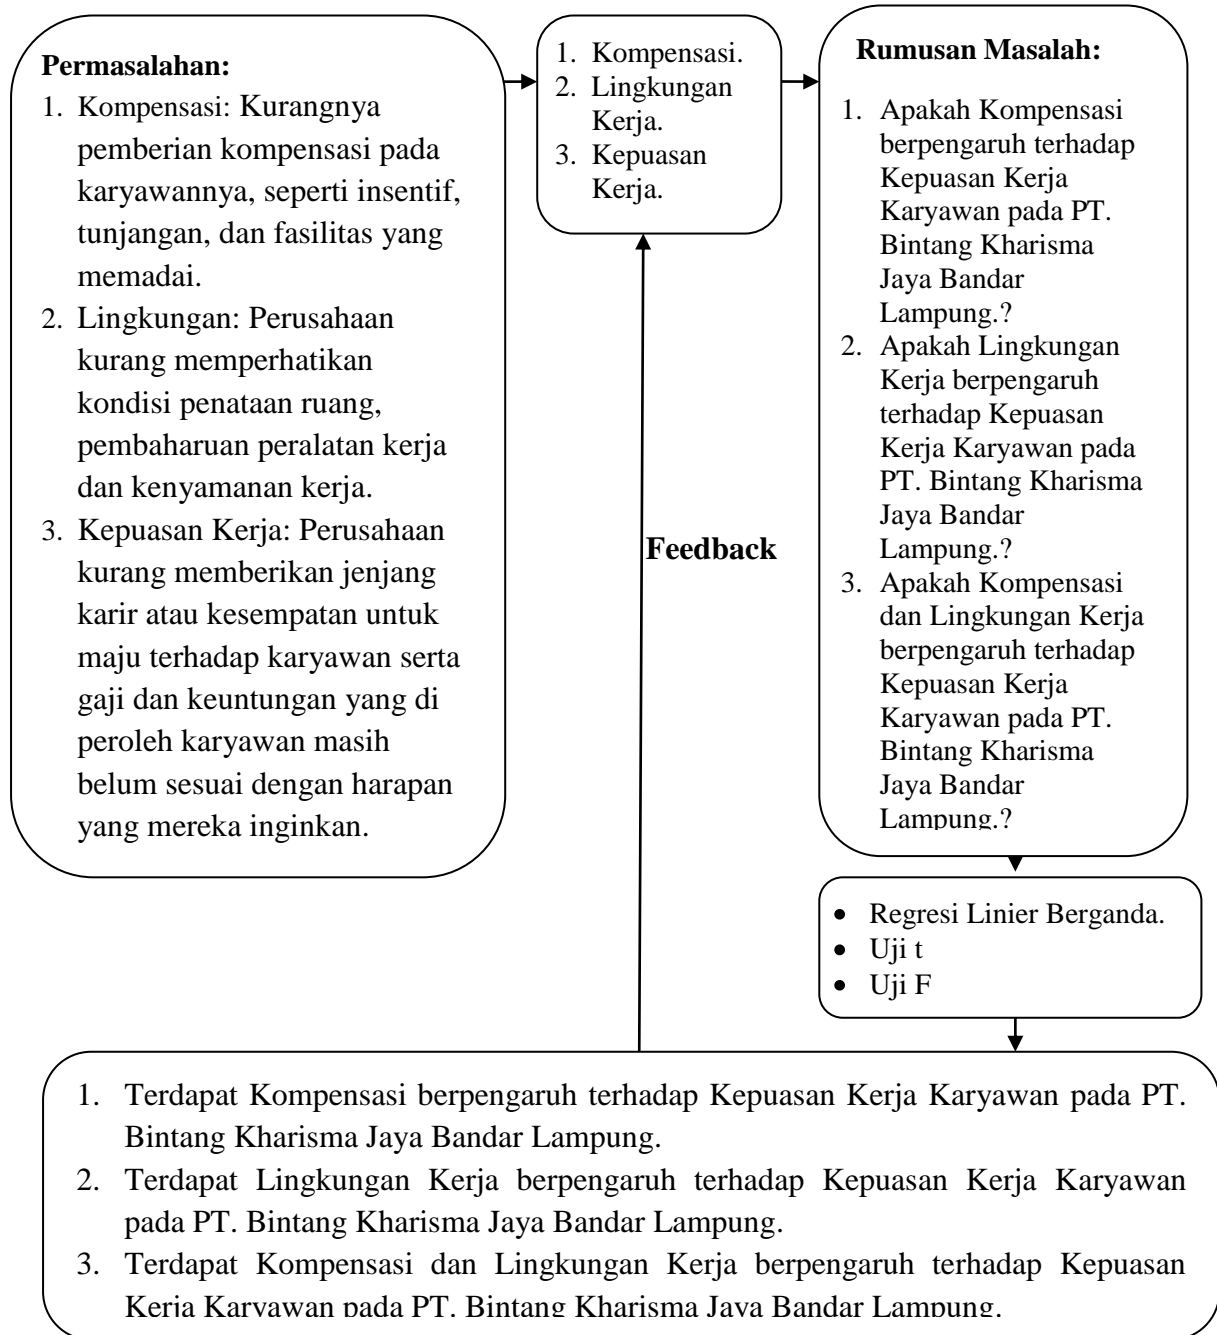 Permasalahan:
1. Kompensasi: Kurangnya
pemberian kompensasi pada
karyawannya, seperti insentif,
tunjangan, dan fasilitas yang
memadai.
2. Lingkungan: Perusahaan
kurang memperhatikan
kondisi penataan ruang,
pembaharuan peralatan kerja
dan kenyamanan kerja.
3. Kepuasan Kerja: Perusahaan
kurang memberikan jenjang
karir atau kesempatan untuk
maju terhadap karyawan serta
gaji dan keuntungan yang di
peroleh karyawan masih
belum sesuai dengan harapan
yang mereka inginkan.
1. Kompensasi.
2. Lingkungan
Kerja.
3. Kepuasan
Kerja.
Rumusan Masalah:
1. Apakah Kompensasi
berpengaruh terhadap
Kepuasan Kerja
Karyawan pada PT.
Bintang Kharisma
Jaya Bandar
Lampung.?
2. Apakah Lingkungan
Kerja berpengaruh
terhadap Kepuasan
Kerja Karyawan pada
PT. Bintang Kharisma
Jaya Bandar
Lampung.?
3. Apakah Kompensasi
dan Lingkungan Kerja
berpengaruh terhadap
Kepuasan Kerja
Karyawan pada PT.
Bintang Kharisma
Jaya Bandar
Lampung.?
Feedback
• Regresi Linier Berganda.
• Uji t
• Uji F
1. Terdapat Kompensasi berpengaruh terhadap Kepuasan Kerja Karyawan pada PT.
Bintang Kharisma Jaya Bandar Lampung.
2. Terdapat Lingkungan Kerja berpengaruh terhadap Kepuasan Kerja Karyawan
pada PT. Bintang Kharisma Jaya Bandar Lampung.
3. Terdapat Kompensasi dan Lingkungan Kerja berpengaruh terhadap Kepuasan
Kerja Karyawan pada PT. Bintang Kharisma Jaya Bandar Lampung.